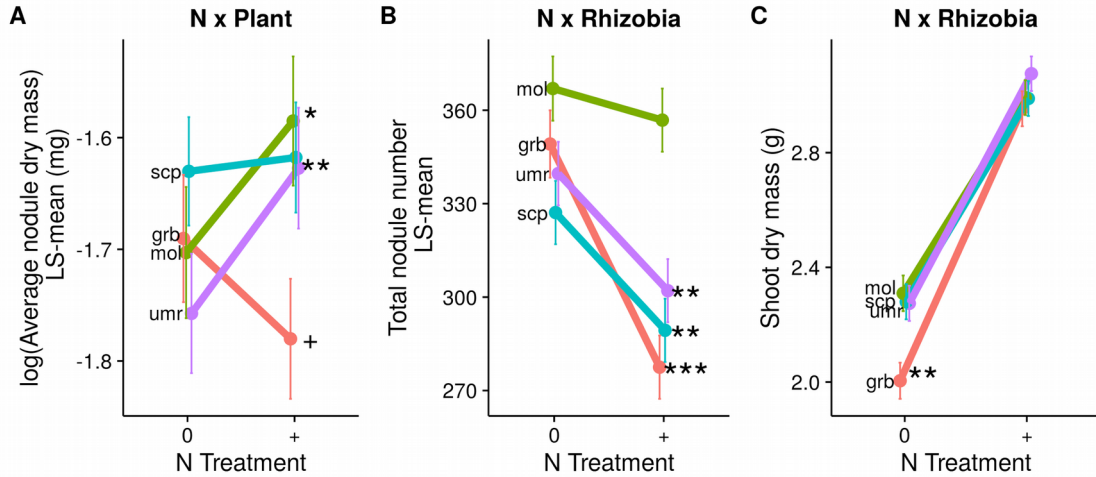 A
N x Plant
log(Average nodule dry mass)
LS-mean (mg)
-1.6
-1.7
-1.8
scp
grb
mol
umr
*
**
+
0
+
N Treatment
B
N x Rhizobia
Total nodule number
LS-mean
360
330
300
270
mol
grb
umr
scp
**
**
***
0
+
N Treatment
C
N x Rhizobia
Shoot dry mass (g)
2.8
2.4
2.0
mol
scp
umr
grb
**
0
+
N Treatment